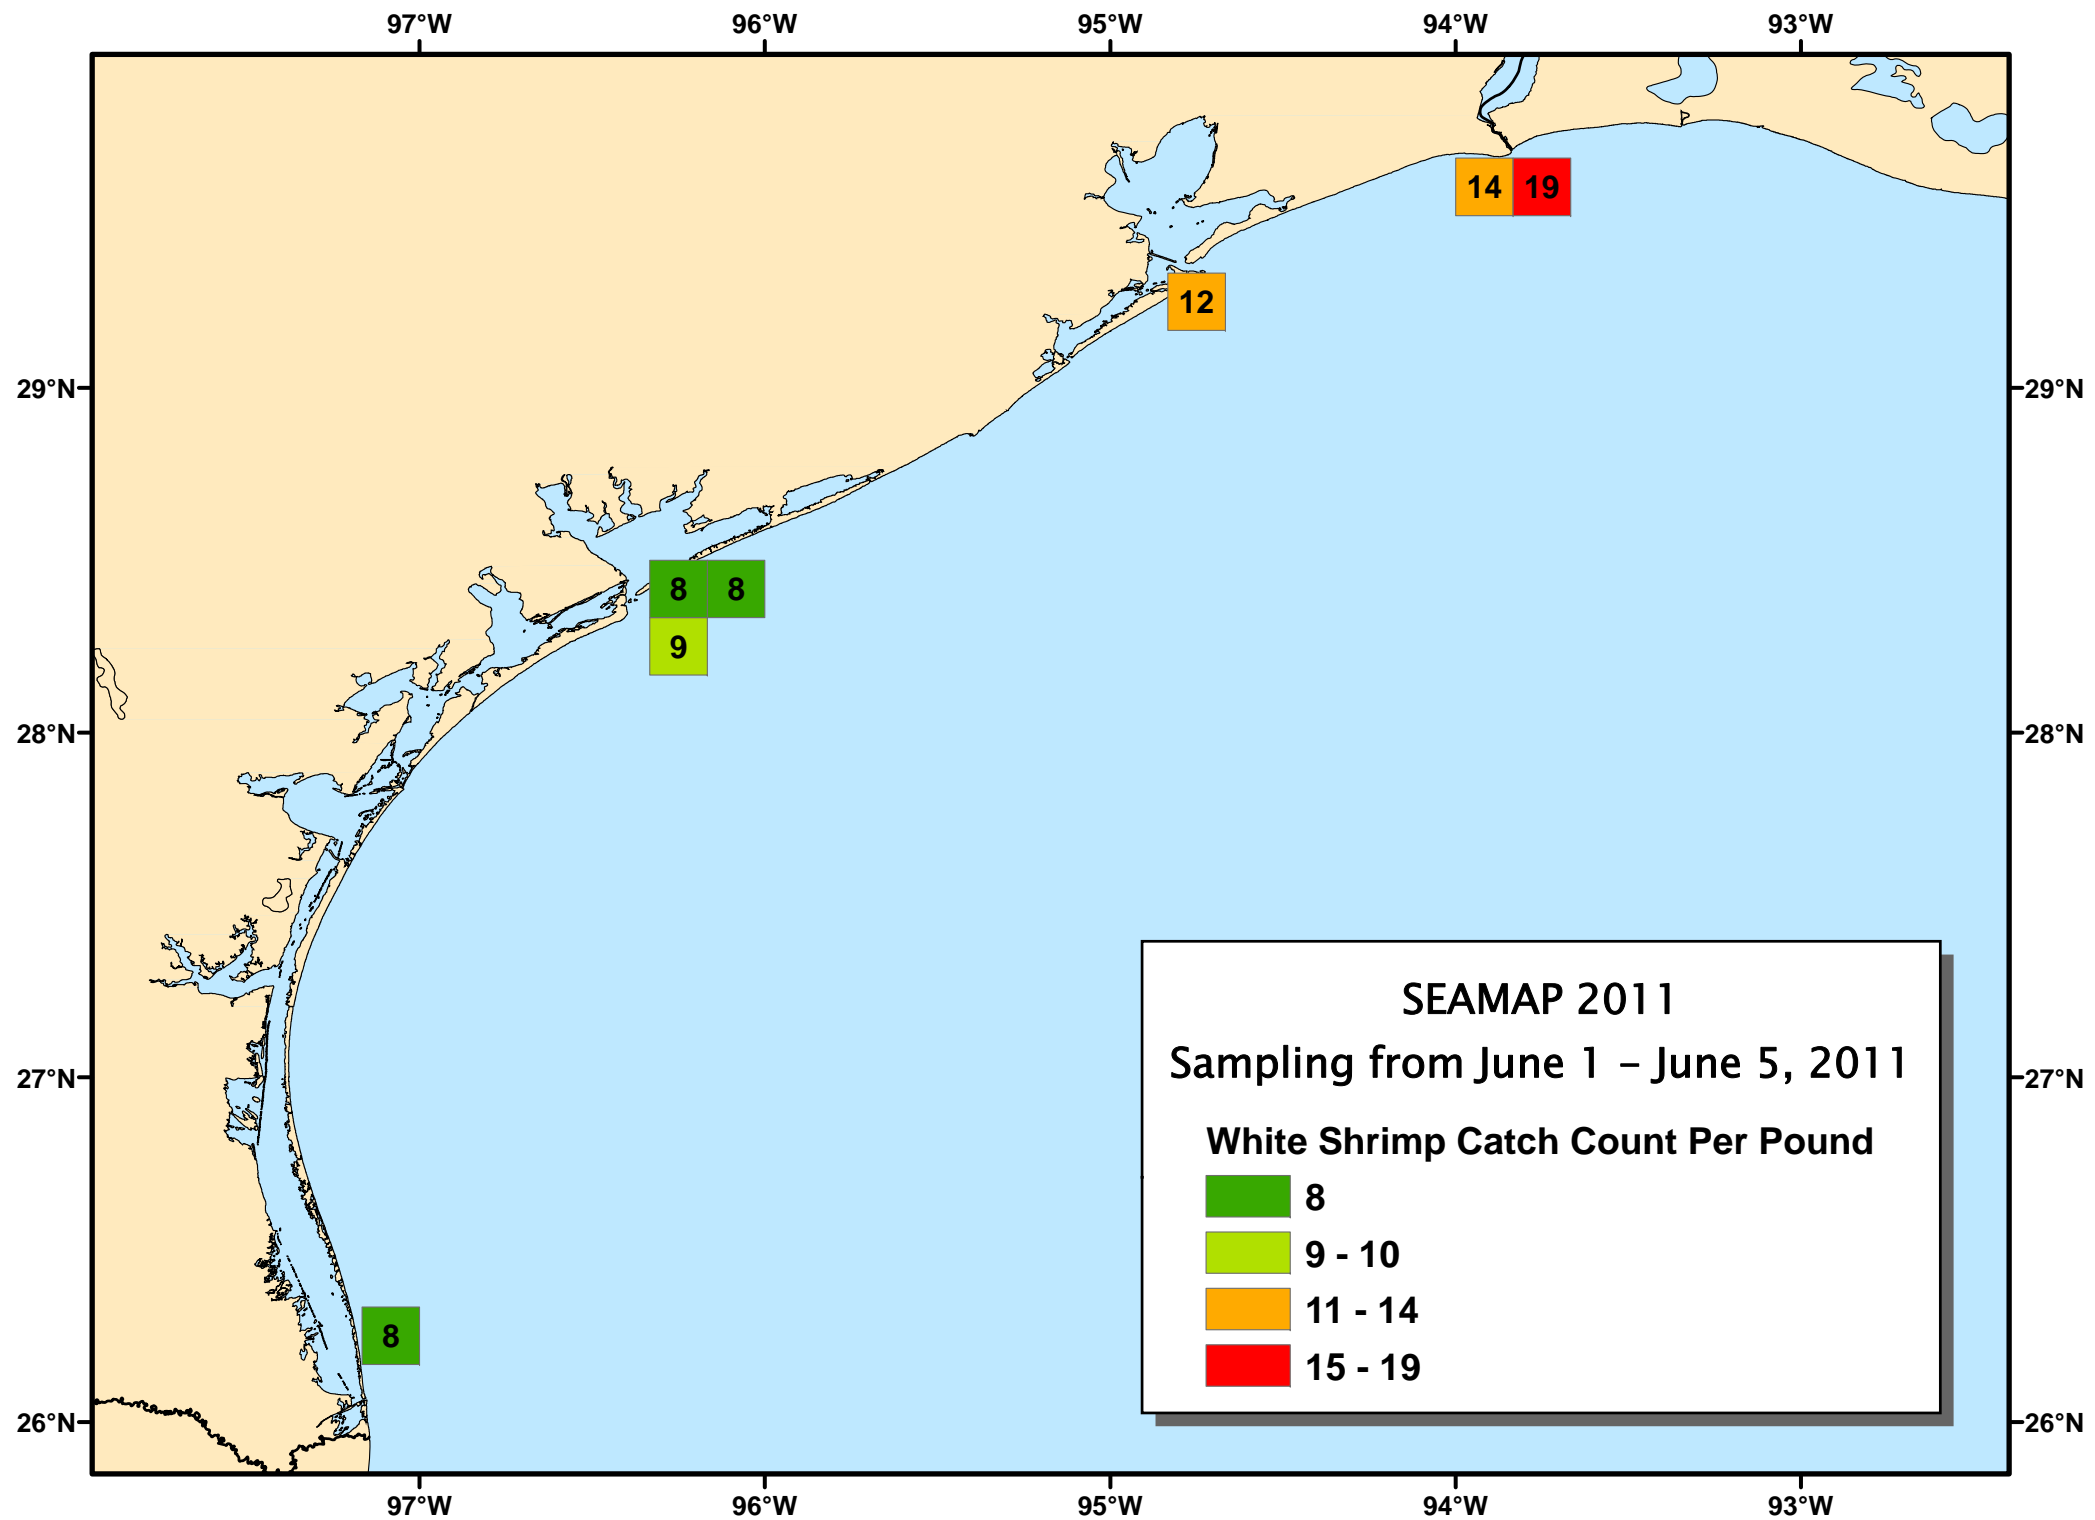 97°W 96°W 95°W 94°W 93°W
14 19
12
29°N 29°N
8 8
9
28°N 28°N
SEAMAP 2011
Sampling from June 1 – June 5, 2011
27°N 27°N
White Shrimp Catch Count Per Pound
8
9 - 10
11 - 14
8
15 - 19
26°N 26°N
97°W 96°W 95°W 94°W 93°W